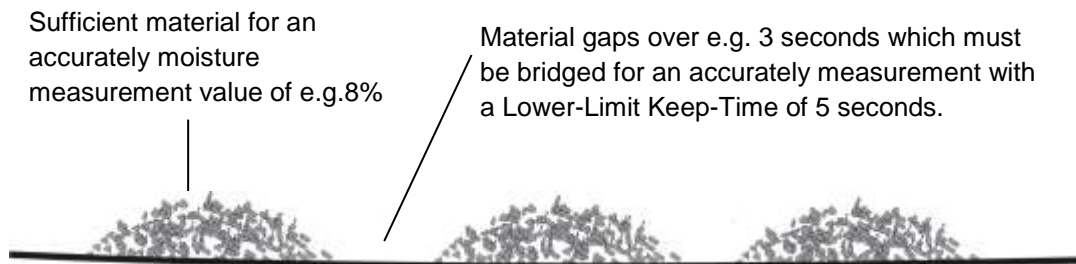 Sufficient material for an
accurately moisture
measurement value of e.g.8%
Material gaps over e.g. 3 seconds which must
be bridged for an accurately measurement with
a Lower-Limit Keep-Time of 5 seconds.